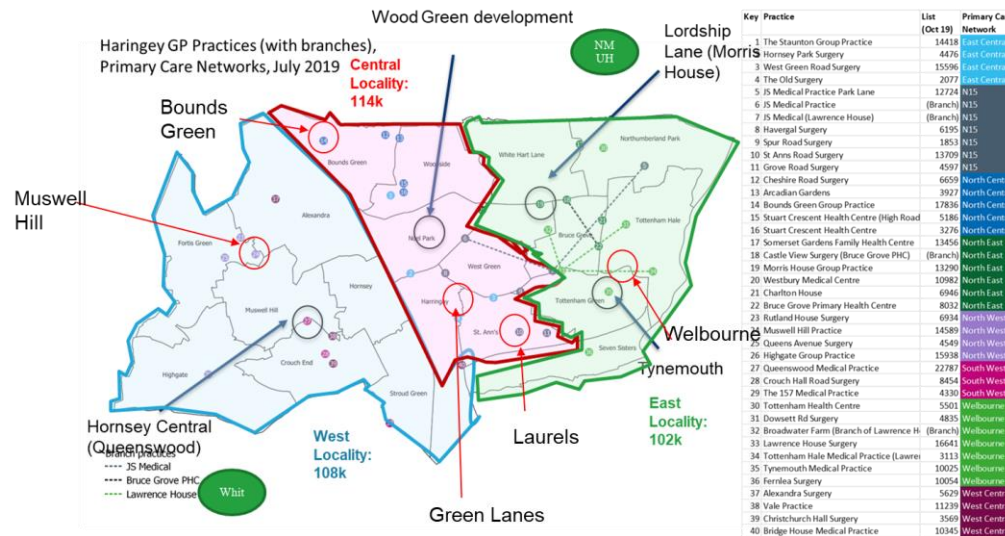 Wood Green development
Haringey GP Practices (with branches),
Primary Care Networks, July 2019
Central
Locality:
114k
NM
UH
Lordship
Lane (Morris
House)
Bounds
Green
Muswell
Hill
Bounds Green
Woodside
White Hart Lane
Northumberland Park
Alexandra
Noel Park
Fortis Green
Bruce Green
Tottenham Hale
West Green
Hornsey
Harringay
Tottenham Green
Muswell Hill
St. Ann's
Seven Sisters
Crouch End
Highgate
Stroud Green
Welbourne
Tynemouth
Hornsey Central
(Queenswood)
West
Locality:
108k
Laurels
East
Locality:
102k
Green Lanes
Branch practices
JS Medical
Bruce Grove PHC
Lawrence House
Whit
Key Practice List (Oct 19) Primary Ca Network
1 The Staunton Group Practice 14418 East Centra
2 Hornsey Park Surgery 4476 East Centra
3 West Green Road Surgery 15596 East Centra
4 The Old Surgery 2077 East Centra
5 JS Medical Practice Park Lane 12724 N15
6 JS Medical Practice (Branch) N15
7 JS Medical (Lawrence House) (Branch) N15
8 Havergal Surgery 6195 N15
9 Spur Road Surgery 1853 N15
10 St Anns Road Surgery 13709 N15
11 Grove Road Surgery 4597 N15
12 Cheshire Road Surgery 6659 North Centr
13 Arcadian Gardens 3927 North Centr
14 Bounds Green Group Practice 17836 North Centr
15 Stuart Crescent Health Centre (High Road 5186 North Centr
16 Stuart Crescent Health Centre 3276 North Centr
17 Somerset Gardens Family Health Centre 13456 North East
18 Castle View Surgery (Bruce Grove PHC) (Branch) North East
19 Morris House Group Practice 13290 North East
20 Westbury Medical Centre 10982 North East
21 Charlton House 6946 North East
22 Bruce Grove Primary Health Centre 8032 North East
23 Rutland House Surgery 6934 North West
24 Muswell Hill Practice 14589 North West
25 Queens Avenue Surgery 4549 North West
26 Highgate Group Practice 15938 North West
27 Queenswood Medical Practice 22787 South West
28 Crouch Hall Road Surgery 8454 South West
29 The 157 Medical Practice 4330 South West
30 Tottenham Health Centre 5501 Welbourne
31 Dowsett Rd Surgery 4835 Welbourne
32 Broadwater Farm (Branch of Lawrence H (Branch) Welbourne
33 Lawrence House Surgery 16641 Welbourne
34 Tottenham Hale Medical Practice (Lawre 3113 Welbourne
35 Tynemouth Medical Practice 10025 Welbourne
36 Fernlea Surgery 10054 Welbourne
37 Alexandra Surgery 5629 West Centr
38 Vale Practice 11239 West Centr
39 Christchurch Hall Surgery 3569 West Centr
40 Bridge House Medical Practice 10345 West Centr